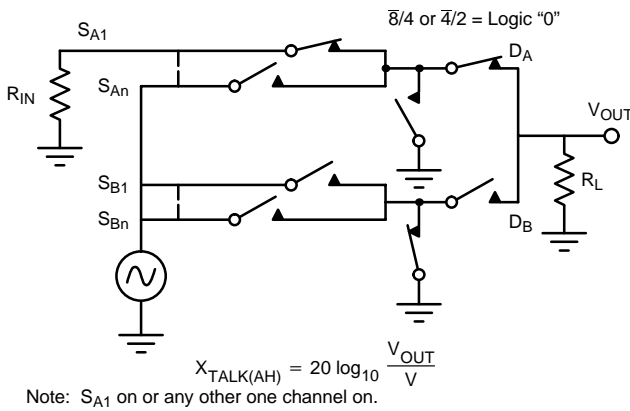 S_A1
8̅/4 or 4̅/2 = Logic “0”
D_A
R_IN
S_An
V_OUT
S_B1
R_L
S_Bn
D_B
X_TALK(AH) = 20 log_10 V_OUT / V
Note: S_A1 on or any other one channel on.